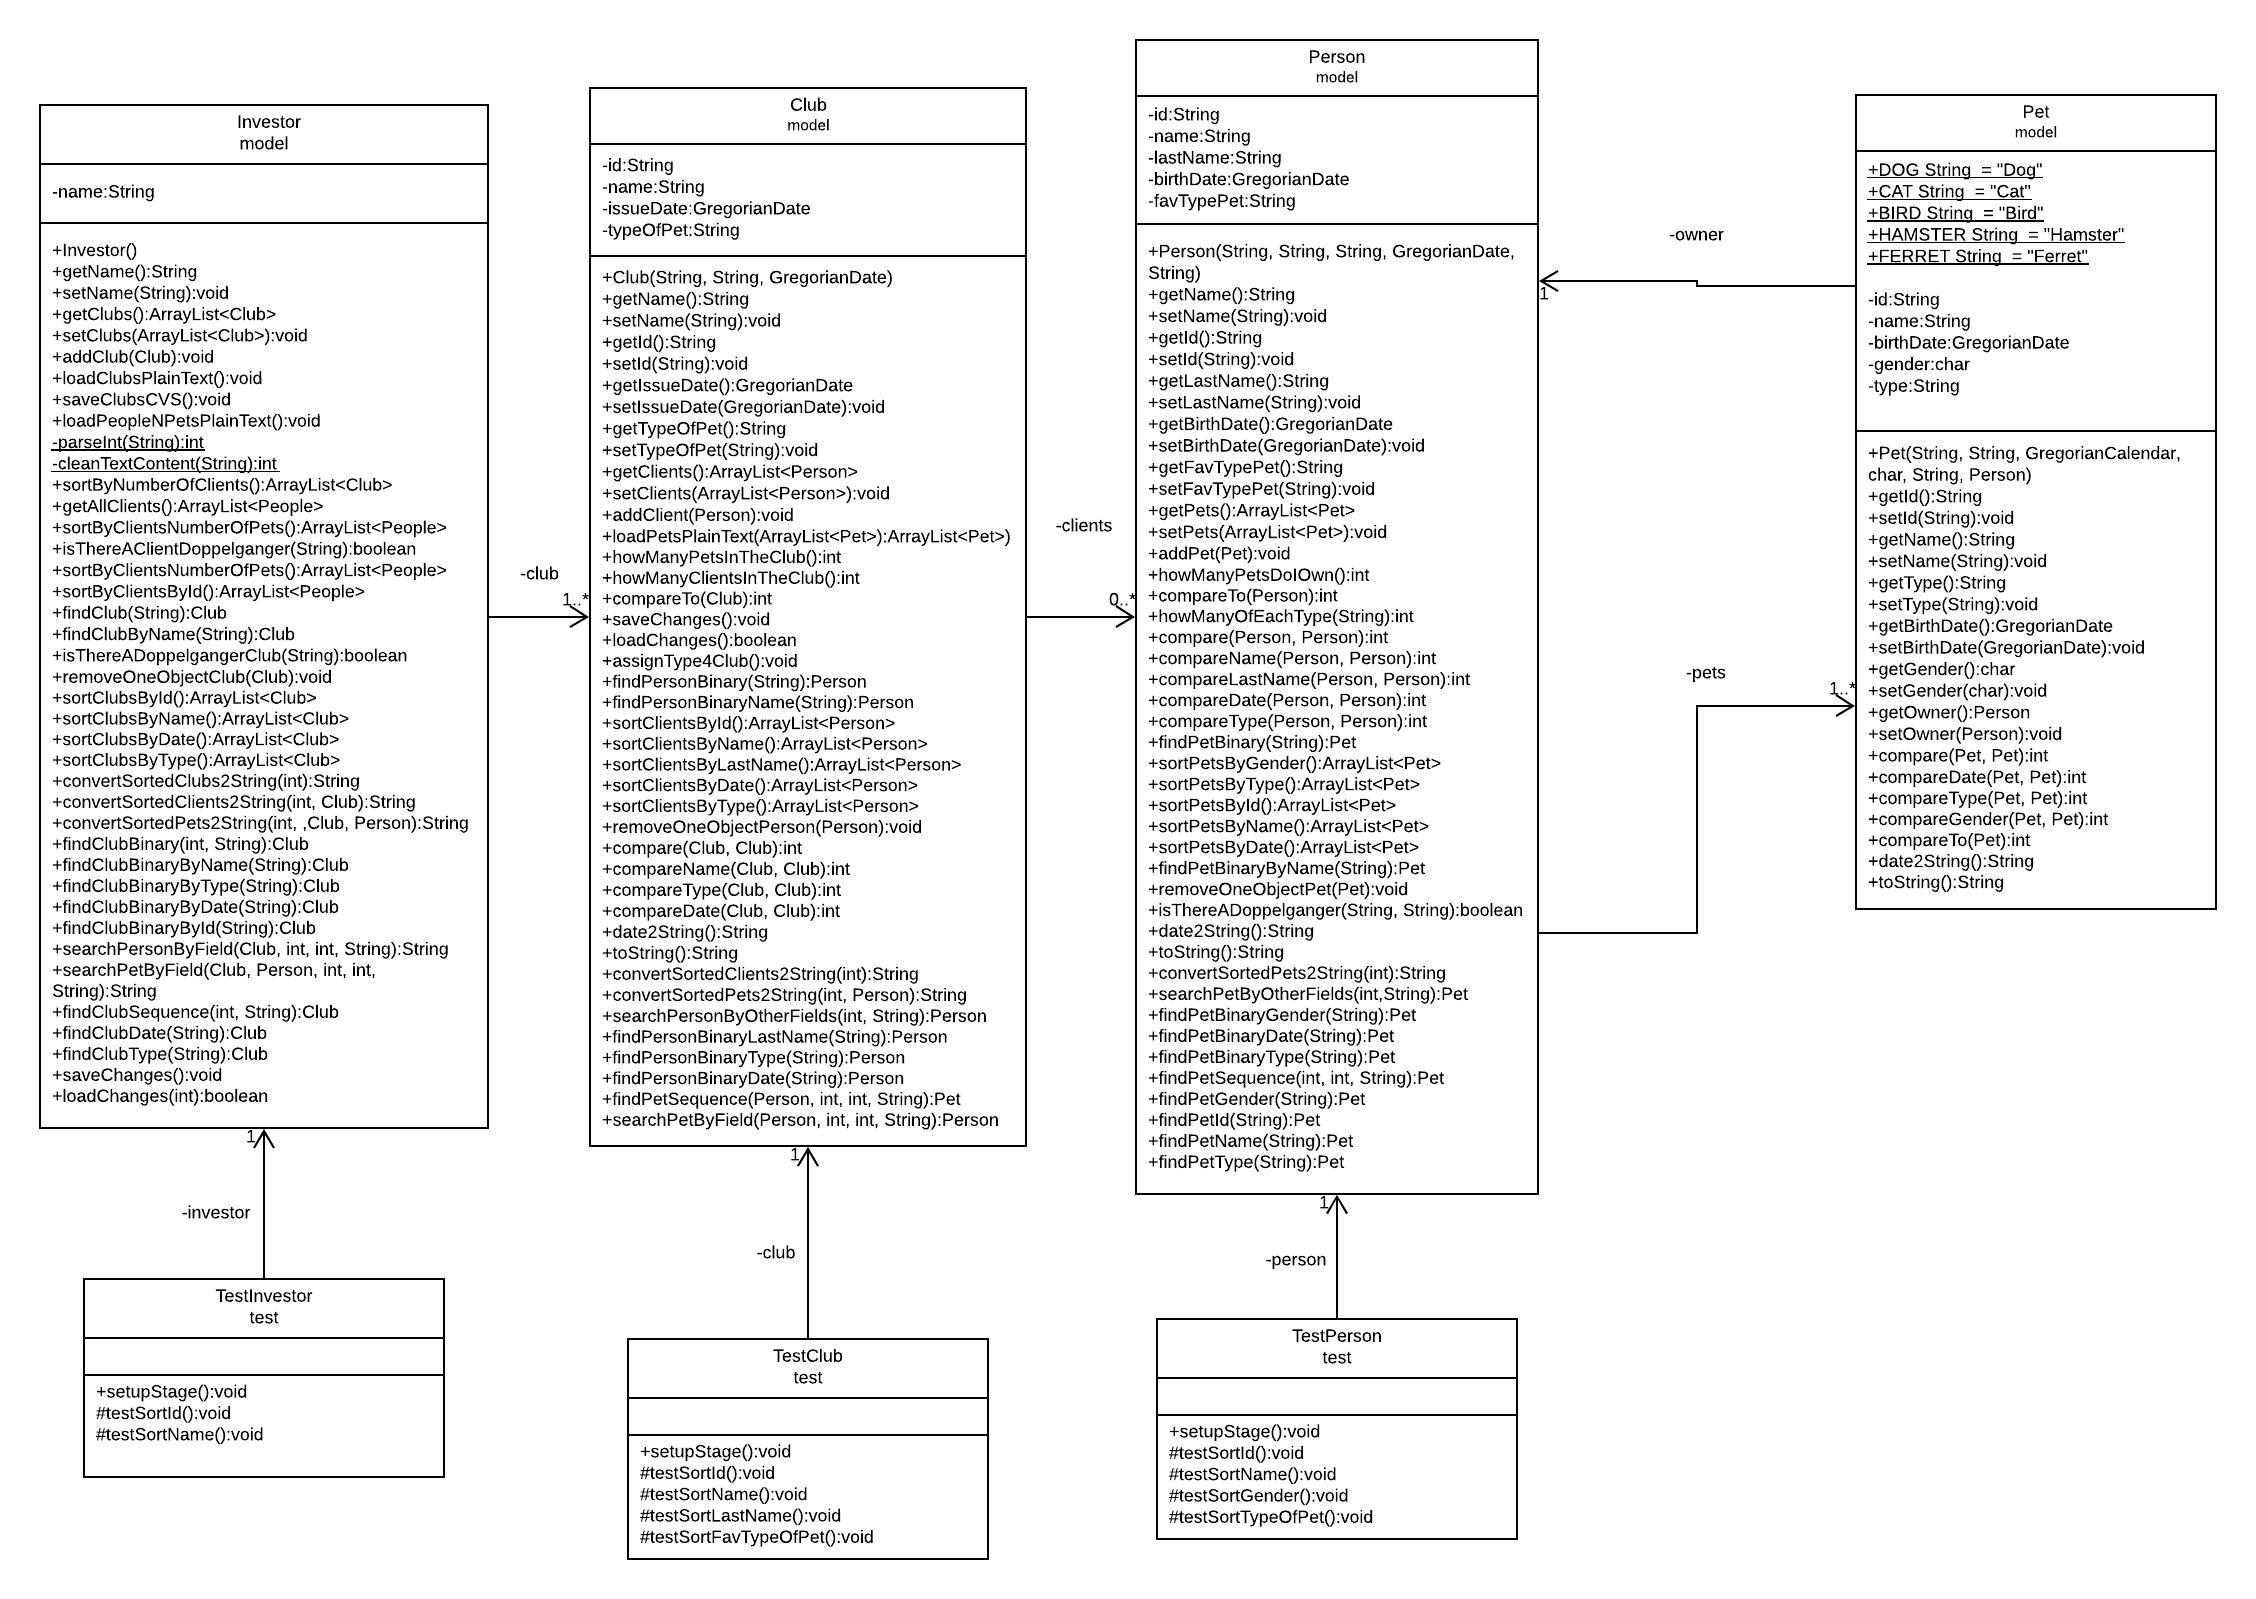 Investor
model
-name:String
+Investor()
+getName():String
+setName(String):void
+getClubs():ArrayList<Club>
+setClubs(ArrayList<Club>):void
+addClub(Club):void
+loadClubsPlainText():void
+saveClubsCVS():void
+loadPeopleNPetsPlainText():void
-parseInt(String):int
-cleanTextContent(String):int
+sortByNumberOfClients():ArrayList<Club>
+getAllClients():ArrayList<People>
+sortByClientsNumberOfPets():ArrayList<People>
+isThereAClientDoppelganger(String):boolean
+sortByClientsNumberOfPets():ArrayList<People>
+sortByClientsById():ArrayList<People>
+findClub(String):Club
+findClubByName(String):Club
+isThereADoppelgangerClub(String):boolean
+removeOneObjectClub(Club):void
+sortClubsById():ArrayList<Club>
+sortClubsByName():ArrayList<Club>
+sortClubsByDate():ArrayList<Club>
+sortClubsByType():ArrayList<Club>
+convertSortedClubs2String(int):String
+convertSortedClients2String(int, Club):String
+convertSortedPets2String(int, ,Club, Person):String
+findClubBinary(int, String):Club
+findClubBinaryByName(String):Club
+findClubBinaryByType(String):Club
+findClubBinaryByDate(String):Club
+findClubBinaryById(String):Club
+searchPersonByField(Club, int, int, String):String
+searchPetByField(Club, Person, int, int,
String):String
+findClubSequence(int, String):Club
+findClubDate(String):Club
+findClubType(String):Club
+saveChanges():void
+loadChanges(int):boolean
-club
1..*
Club
model
-id:String
-name:String
-issueDate:GregorianDate
-typeOfPet:String
+Club(String, String, GregorianDate)
+getName():String
+setName(String):void
+getId():String
+setId(String):void
+getIssueDate():GregorianDate
+setIssueDate(GregorianDate):void
+getTypeOfPet():String
+setTypeOfPet(String):void
+getClients():ArrayList<Person>
+setClients(ArrayList<Person>):void
+addClient(Person):void
+loadPetsPlainText(ArrayList<Pet>):ArrayList<Pet>)
+howManyPetsInTheClub():int
+howManyClientsInTheClub():int
+compareTo(Club):int
+saveChanges():void
+loadChanges():boolean
+assignType4Club():void
+findPersonBinary(String):Person
+findPersonBinaryName(String):Person
+sortClientsById():ArrayList<Person>
+sortClientsByName():ArrayList<Person>
+sortClientsByLastName():ArrayList<Person>
+sortClientsByDate():ArrayList<Person>
+sortClientsByType():ArrayList<Person>
+removeOneObjectPerson(Person):void
+compare(Club, Club):int
+compareName(Club, Club):int
+compareType(Club, Club):int
+compareDate(Club, Club):int
+date2String():String
+toString():String
+convertSortedClients2String(int):String
+convertSortedPets2String(int, Person):String
+searchPersonByOtherFields(int, String):Person
+findPersonBinaryLastName(String):Person
+findPersonBinaryType(String):Person
+findPersonBinaryDate(String):Person
+findPetSequence(Person, int, int, String):Pet
+searchPetByField(Person, int, int, String):Person
-clients
0..*
Person
model
-id:String
-name:String
-lastName:String
-birthDate:GregorianDate
-favTypePet:String
+Person(String, String, String, GregorianDate,
String)
+getName():String
+setName(String):void
+getId():String
+setId(String):void
+getLastName():String
+setLastName(String):void
+getBirthDate():GregorianDate
+setBirthDate(GregorianDate):void
+getFavTypePet():String
+setFavTypePet(String):void
+getPets():ArrayList<Pet>
+setPets(ArrayList<Pet>):void
+addPet(Pet):void
+howManyPetsDoIOwn():int
+compareTo(Person):int
+howManyOfEachType(String):int
+compare(Person, Person):int
+compareName(Person, Person):int
+compareLastName(Person, Person):int
+compareDate(Person, Person):int
+compareType(Person, Person):int
+findPetBinary(String):Pet
+sortPetsByGender():ArrayList<Pet>
+sortPetsByType():ArrayList<Pet>
+sortPetsById():ArrayList<Pet>
+sortPetsByName():ArrayList<Pet>
+sortPetsByDate():ArrayList<Pet>
+findPetBinaryByName(String):Pet
+removeOneObjectPet(Pet):void
+isThereADoppelganger(String, String):boolean
+date2String():String
+toString():String
+convertSortedPets2String(int):String
+searchPetByOtherFields(int,String):Pet
+findPetBinaryGender(String):Pet
+findPetBinaryDate(String):Pet
+findPetBinaryType(String):Pet
+findPetSequence(int, int, String):Pet
+findPetGender(String):Pet
+findPetId(String):Pet
+findPetName(String):Pet
+findPetType(String):Pet
-owner
1
-pets
1..*
Pet
model
+DOG String  = "Dog"
+CAT String  = "Cat"
+BIRD String  = "Bird"
+HAMSTER String  = "Hamster"
+FERRET String  = "Ferret"
-id:String
-name:String
-birthDate:GregorianDate
-gender:char
-type:String
+Pet(String, String, GregorianCalendar,
char, String, Person)
+getId():String
+setId(String):void
+getName():String
+setName(String):void
+getType():String
+setType(String):void
+getBirthDate():GregorianDate
+setBirthDate(GregorianDate):void
+getGender():char
+setGender(char):void
+getOwner():Person
+setOwner(Person):void
+compare(Pet, Pet):int
+compareDate(Pet, Pet):int
+compareType(Pet, Pet):int
+compareGender(Pet, Pet):int
+compareTo(Pet):int
+date2String():String
+toString():String
1
-investor
TestInvestor
test
+setupStage():void
#testSortId():void
#testSortName():void
1
-club
TestClub
test
+setupStage():void
#testSortId():void
#testSortName():void
#testSortLastName():void
#testSortFavTypeOfPet():void
1
-person
TestPerson
test
+setupStage():void
#testSortId():void
#testSortName():void
#testSortGender():void
#testSortTypeOfPet():void